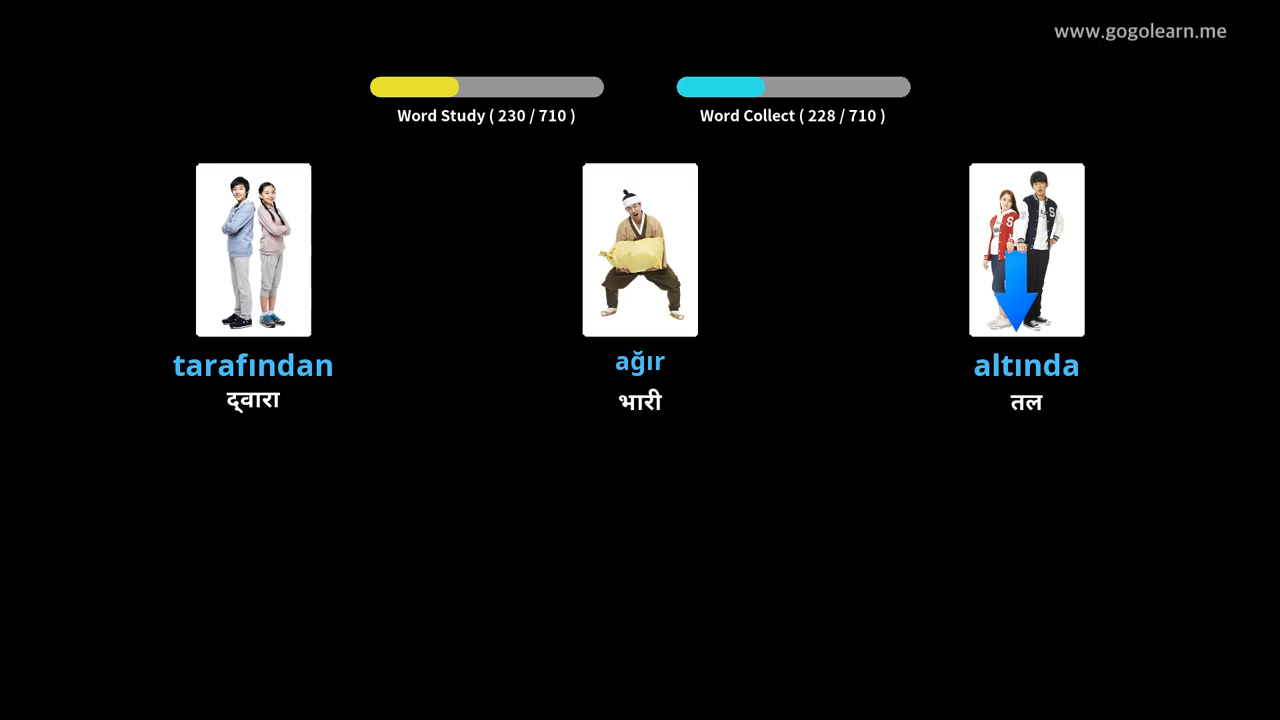 www.gogolearn.me
Word Study ( 230 / 710 )
Word Collect ( 228 / 710 )
tarafından
द्वारा
ağır
भारी
altında
तल